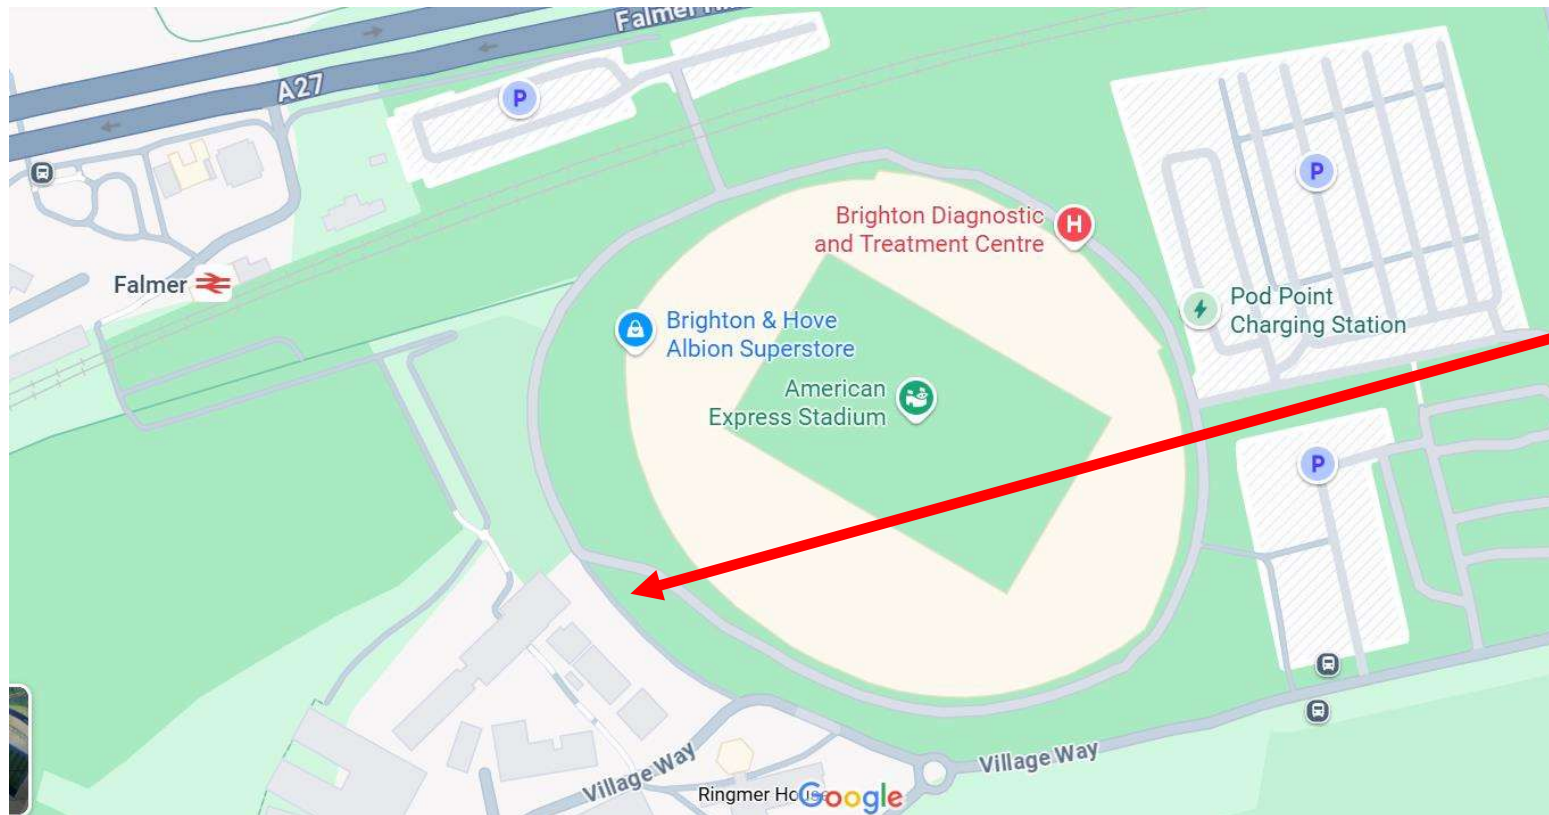 Falmer
A27
P
P
Brighton Diagnostic
and Treatment Centre
H
Falmer
Pod Point
Charging Station
Brighton & Hove
Albion Superstore
American
Express Stadium
P
Village Way
Village Way
Ringmer
Google